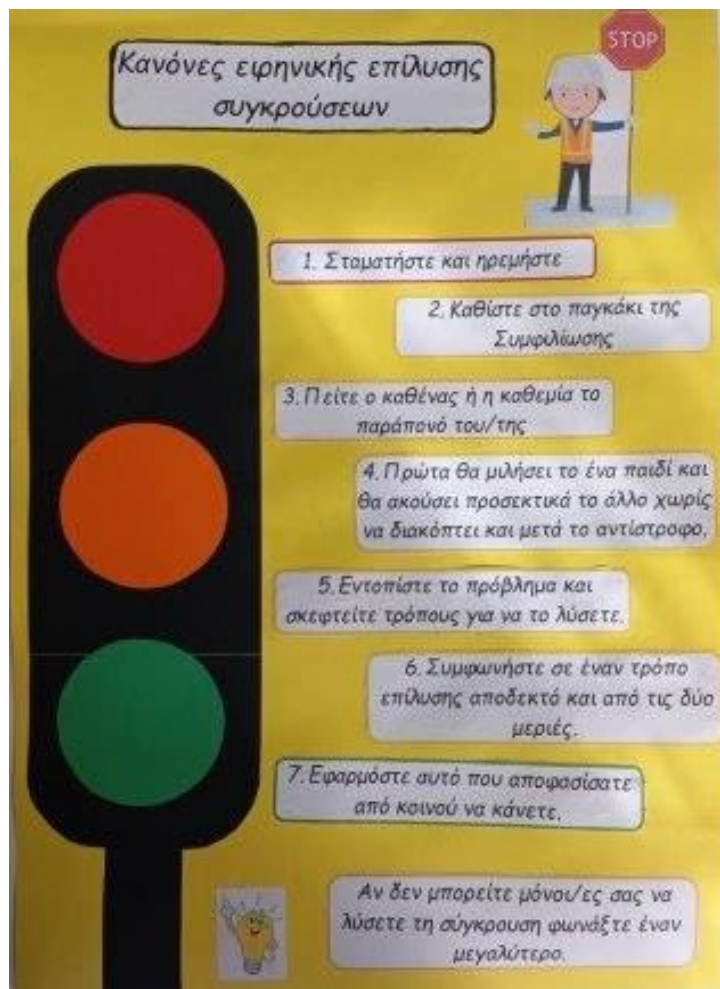 Κανόνες ειρηνικής επίλυσης
συγκρούσεων
STOP
1. Σταματήστε και ηρεμήστε
2. Καθίστε στο παγκάκι της
Συμφιλίωσης
3. Πείτε ο καθένας ή η καθεμία το
παράπονό του/της
4. Πρώτα θα μιλήσει το ένα παιδί και
θα ακούσει προσεκτικά το άλλο χωρίς
να διακόπτει και μετά το αντίστροφο.
5. Εντοπίστε το πρόβλημα και
σκεφτείτε τρόπους για να το λύσετε.
6. Συμφωνήστε σε έναν τρόπο
επίλυσης αποδεκτό και από τις δύο
μεριές.
7. Εφαρμόστε αυτό που αποφασίσατε
από κοινού να κάνετε.
Αν δεν μπορείτε μόνοι/ες σας να
λύσετε τη σύγκρουση φωνάξτε έναν
μεγαλύτερο.